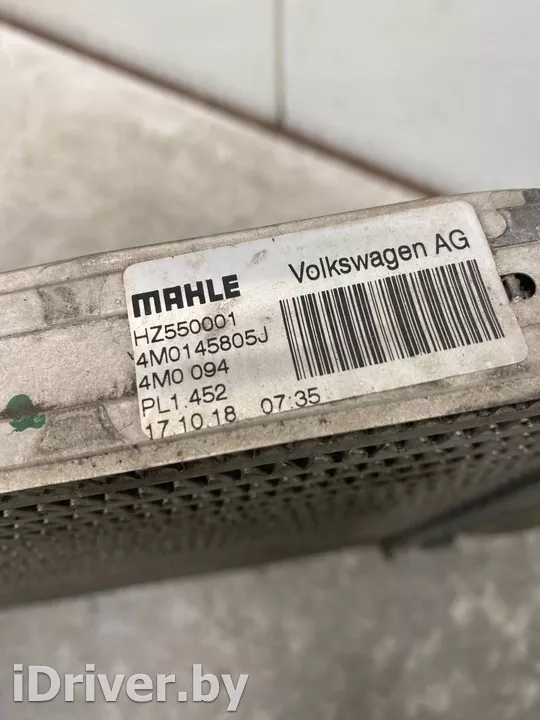 MAHLE
Volkswagen AG
HZ550001
4M0145805J
4M0 094
PL1 452
17.10.18 07:35
iDriver.by